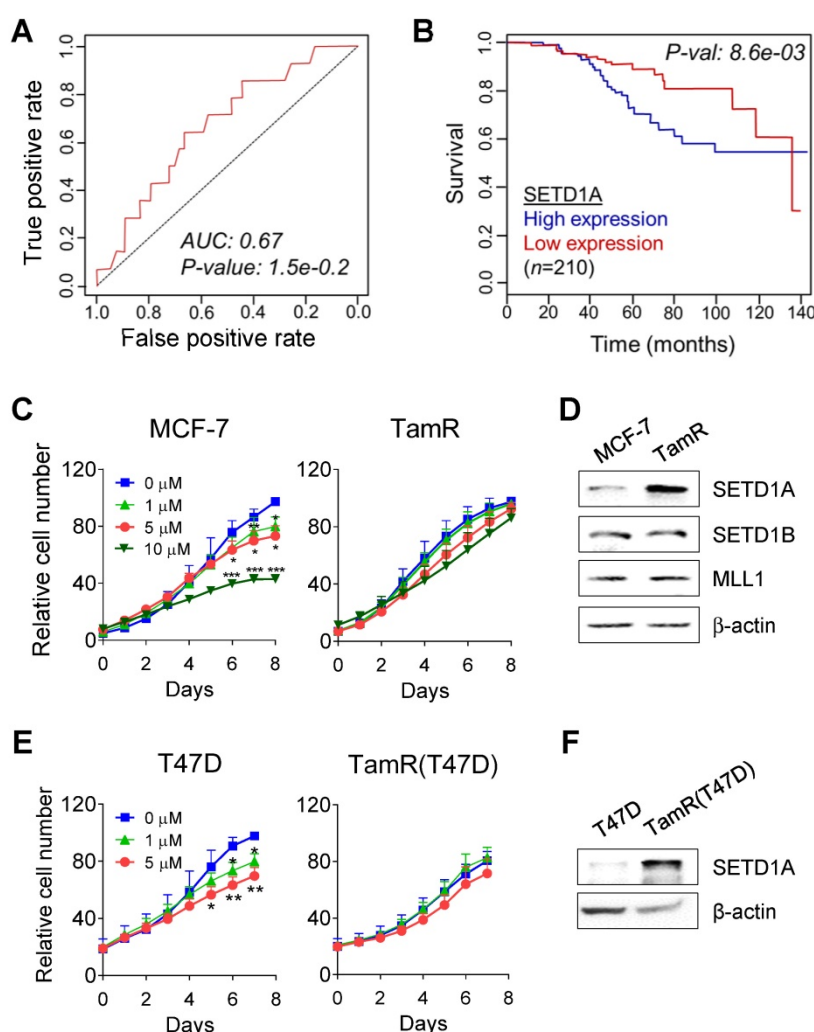 A
True positive rate
1.0
0.8
0.6
0.4
0.2
0.0
AUC: 0.67
P-value: 1.5e-0.2
1.0 0.8 0.6 0.4 0.2 0.0
False positive rate
B
Survival
1.0
0.8
0.6
0.4
0.2
0.0
P-val: 8.6e-03
SETD1A
High expression
Low expression
(n=210)
0 20 40 60 80 100 120 140
Time (months)
C
MCF-7
Relative cell number
120
80
40
0
0 μM
1 μM
5 μM
10 μM
** *
* * *
*** *** ***
0 2 4 6 8
Days
TamR
120
80
40
0
0 2 4 6 8
Days
D
MCF-7 TamR
SETD1A
SETD1B
MLL1
β-actin
E
T47D
Relative cell number
120
80
40
0
0 μM
1 μM
5 μM
* *
* ** **
0 2 4 6 8
Days
TamR(T47D)
120
80
40
0
0 2 4 6 8
Days
F
T47D TamR(T47D)
SETD1A
β-actin